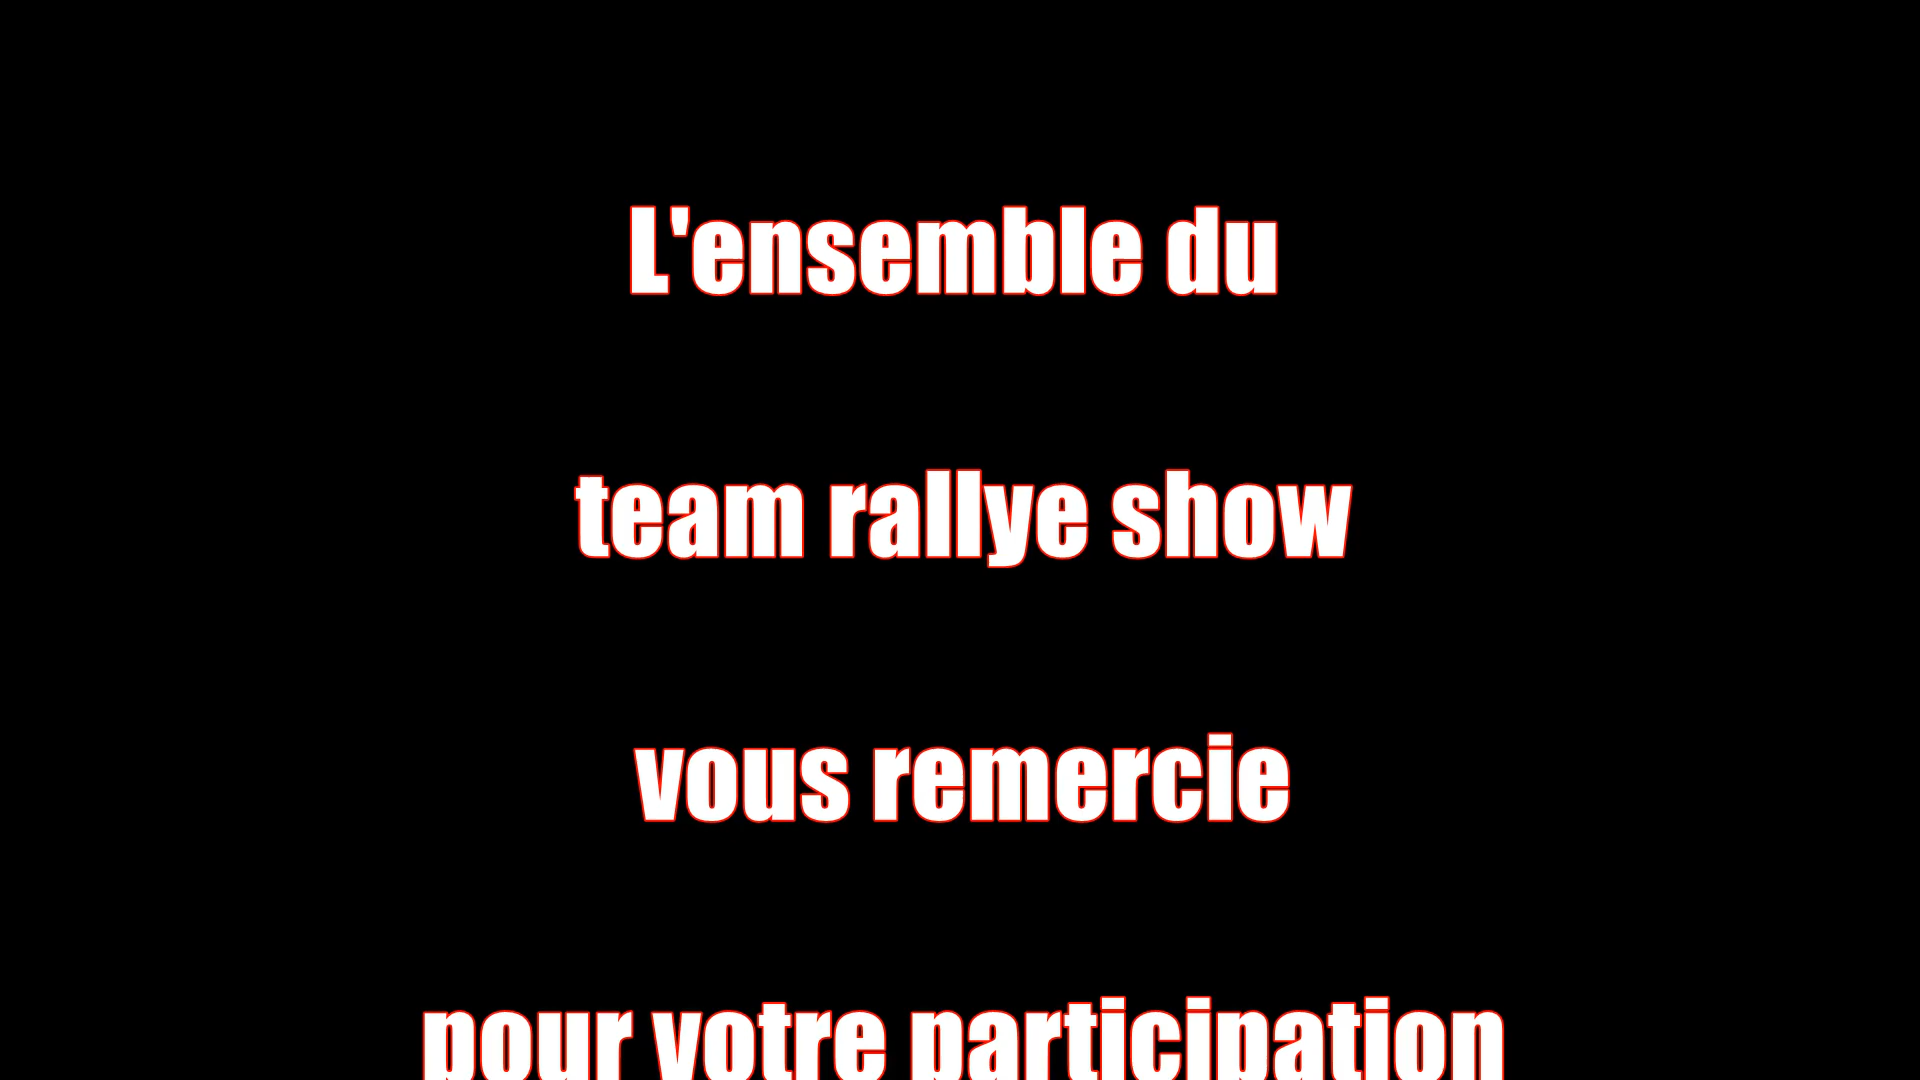 L'ensemble du
team rallye show
vous remercie
pour votre participation